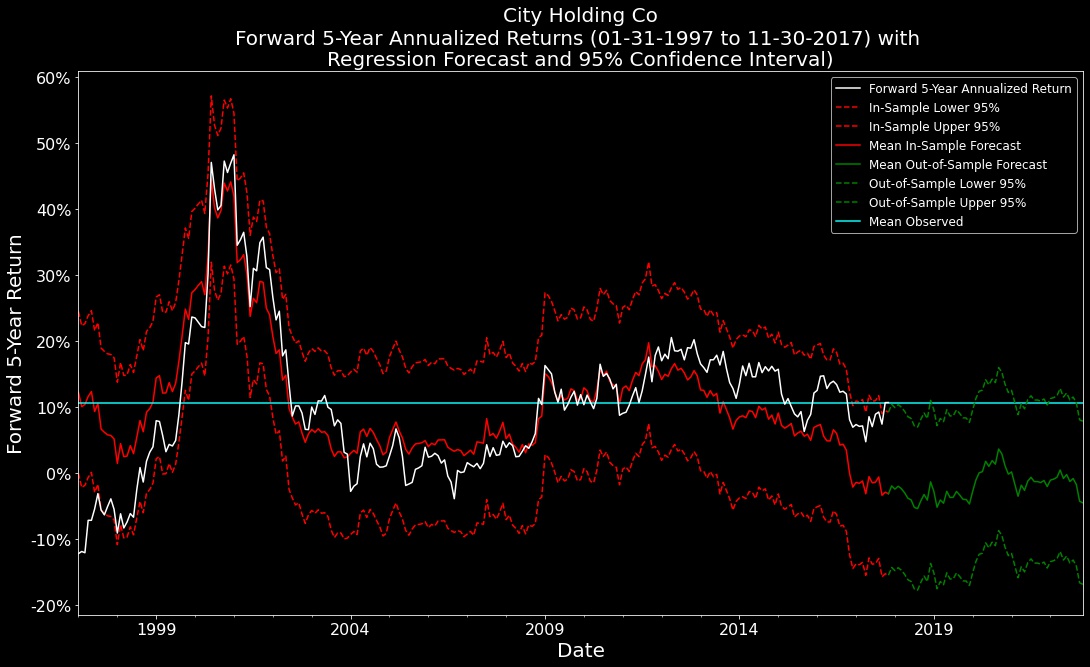 City Holding Co
Forward 5-Year Annualized Returns (01-31-1997 to 11-30-2017) with
Regression Forecast and 95% Confidence Interval)
60%
50%
40%
30%
20%
10%
0%
-10%
-20%
Forward 5-Year Return
Forward 5-Year Annualized Return
In-Sample Lower 95%
In-Sample Upper 95%
Mean In-Sample Forecast
Mean Out-of-Sample Forecast
Out-of-Sample Lower 95%
Out-of-Sample Upper 95%
Mean Observed
1999
2004
2009
2014
2019
Date